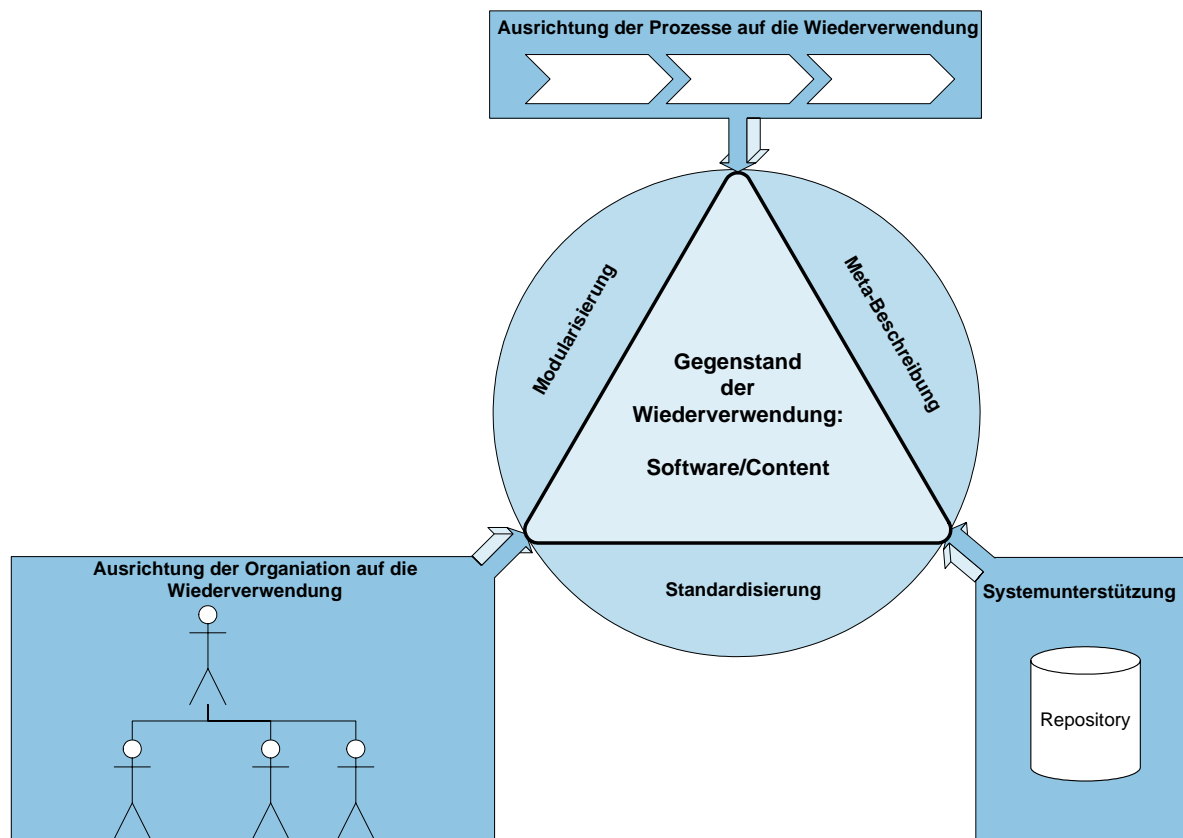 Ausrichtung der Prozesse auf die Wiederverwendung
Modularisierung
Meta-Beschreibung
Gegenstand
der
Wiederverwendung:
Software/Content
Ausrichtung der Organiation auf die
Wiederverwendung
Standardisierung
Systemunterstützung
Repository